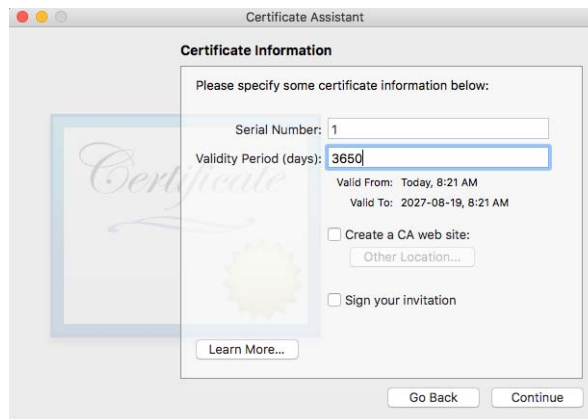 Certificate Assistant
Certificate Information
Please specify some certificate information below:
Serial Number: 1
Validity Period (days): 3650
Valid From: Today, 8:21 AM
Valid To: 2027-08-19, 8:21 AM
Create a CA web site:
Other Location...
Sign your invitation
Certificate
Learn More...
Go Back Continue